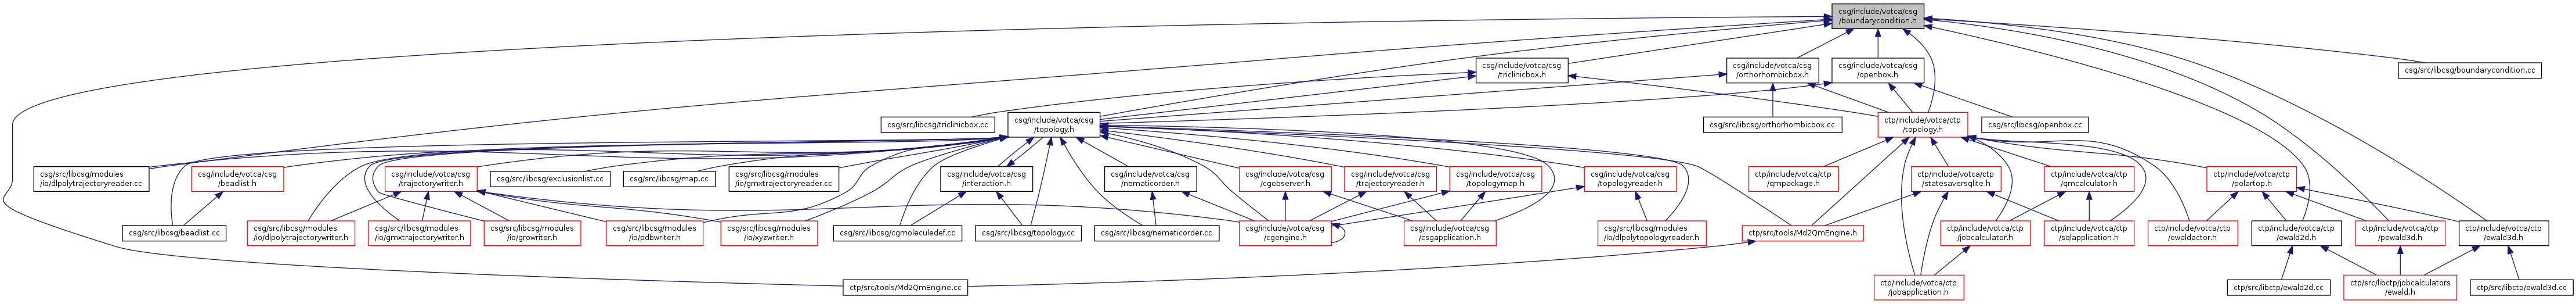 csg/include/votca/csg
/boundarycondition.h
csg/include/votca/csg
/triclinicbox.h
csg/include/votca/csg
/orthorhombicbox.h
csg/include/votca/csg
/openbox.h
csg/src/libcsg/boundarycondition.cc
csg/src/libcsg/triclinicbox.cc
csg/include/votca/csg
/topology.h
csg/src/libcsg/orthorhombicbox.cc
ctp/include/votca/ctp
/topology.h
csg/src/libcsg/openbox.cc
csg/src/libcsg/modules
/io/dlpolytrajectoryreader.cc
csg/include/votca/csg
/beadlist.h
csg/include/votca/csg
/trajectorywriter.h
csg/src/libcsg/exclusionlist.cc
csg/src/libcsg/map.cc
csg/src/libcsg/modules
/io/gmxtrajectoryreader.cc
csg/include/votca/csg
/interaction.h
csg/include/votca/csg
/nematicorder.h
csg/include/votca/csg
/cgobserver.h
csg/include/votca/csg
/trajectoryreader.h
csg/include/votca/csg
/topologymap.h
csg/include/votca/csg
/topologyreader.h
ctp/include/votca/ctp
/qmpackage.h
ctp/include/votca/ctp
/statesaversqlite.h
ctp/include/votca/ctp
/qmcalculator.h
ctp/include/votca/ctp
/polartop.h
csg/src/libcsg/beadlist.cc
csg/src/libcsg/modules
/io/dlpolytrajectorywriter.h
csg/src/libcsg/modules
/io/gmxtrajectorywriter.h
csg/src/libcsg/modules
/io/growriter.h
csg/src/libcsg/modules
/io/pdbwriter.h
csg/src/libcsg/modules
/io/xyzwriter.h
csg/src/libcsg/cgmoleculedef.cc
csg/src/libcsg/topology.cc
csg/src/libcsg/nematicorder.cc
csg/include/votca/csg
/cgengine.h
csg/include/votca/csg
/csgapplication.h
csg/src/libcsg/modules
/io/dlpolytopologyreader.h
ctp/src/tools/Md2QmEngine.h
ctp/include/votca/ctp
/jobcalculator.h
ctp/include/votca/ctp
/sqlapplication.h
ctp/include/votca/ctp
/ewaldactor.h
ctp/include/votca/ctp
/ewald2d.h
ctp/include/votca/ctp
/pewald3d.h
ctp/include/votca/ctp
/ewald3d.h
ctp/src/tools/Md2QmEngine.cc
ctp/include/votca/ctp
/jobapplication.h
ctp/src/libctp/ewald2d.cc
ctp/src/libctp/jobcalculators
/ewald.h
ctp/src/libctp/ewald3d.cc